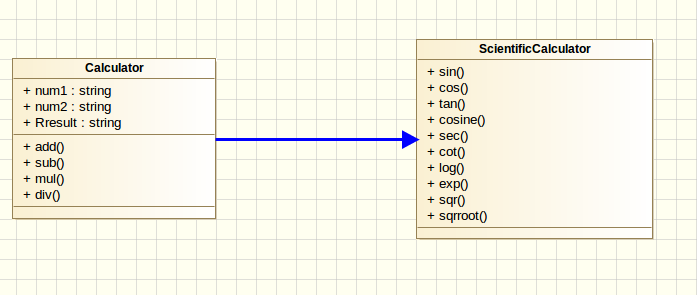 Calculator
+ num1 : string
+ num2 : string
+ Rresult : string
+ add()
+ sub()
+ mul()
+ div()
ScientificCalculator
+ sin()
+ cos()
+ tan()
+ cosine()
+ sec()
+ cot()
+ log()
+ exp()
+ sqr()
+ sqrroot()